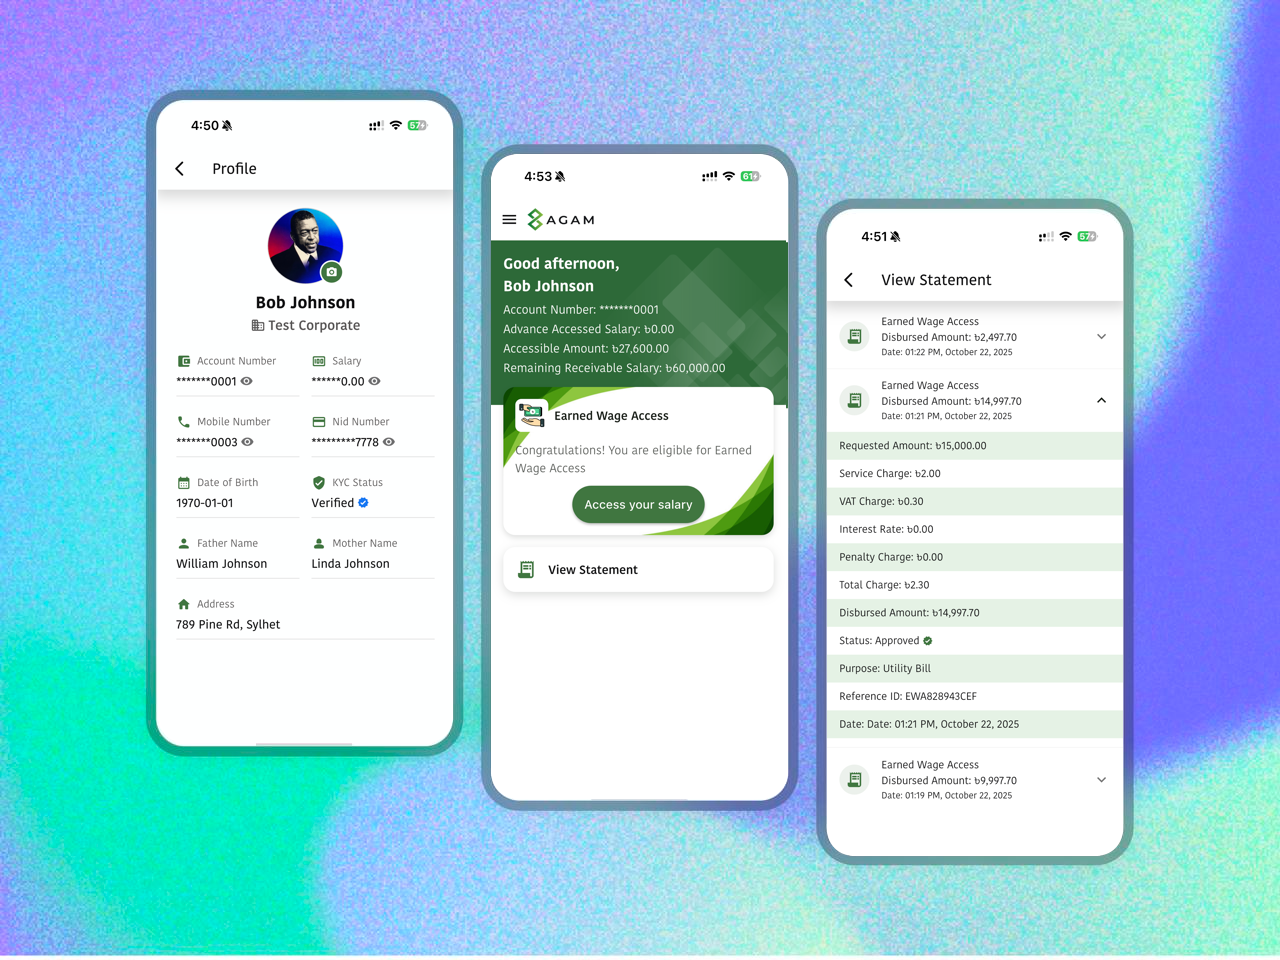 4:50
57
Profile
Bob Johnson
Test Corporate
Account Number
Salary
*******0001
******0.00
Mobile Number
Nid Number
*******0003
*********7778
Date of Birth
KYC Status
1970-01-01
Verified
Father Name
Mother Name
William Johnson
Linda Johnson
Address
789 Pine Rd, Sylhet
4:53
61
AGAM
Good afternoon,
Bob Johnson
Account Number: *******0001
Advance Accessed Salary: ৳0.00
Accessible Amount: ৳27,600.00
Remaining Receivable Salary: ৳60,000.00
Earned Wage Access
Congratulations! You are eligible for Earned
Wage Access
Access your salary
View Statement
4:51
57
View Statement
Earned Wage Access
Disbursed Amount: ৳2,497.70
Date: 01:22 PM, October 22, 2025
Earned Wage Access
Disbursed Amount: ৳14,997.70
Date: 01:21 PM, October 22, 2025
Requested Amount: ৳15,000.00
Service Charge: ৳2.00
VAT Charge: ৳0.30
Interest Rate: ৳0.00
Penalty Charge: ৳0.00
Total Charge: ৳2.30
Disbursed Amount: ৳14,997.70
Status: Approved
Purpose: Utility Bill
Reference ID: EWA828943CEF
Date: Date: 01:21 PM, October 22, 2025
Earned Wage Access
Disbursed Amount: ৳9,997.70
Date: 01:19 PM, October 22, 2025